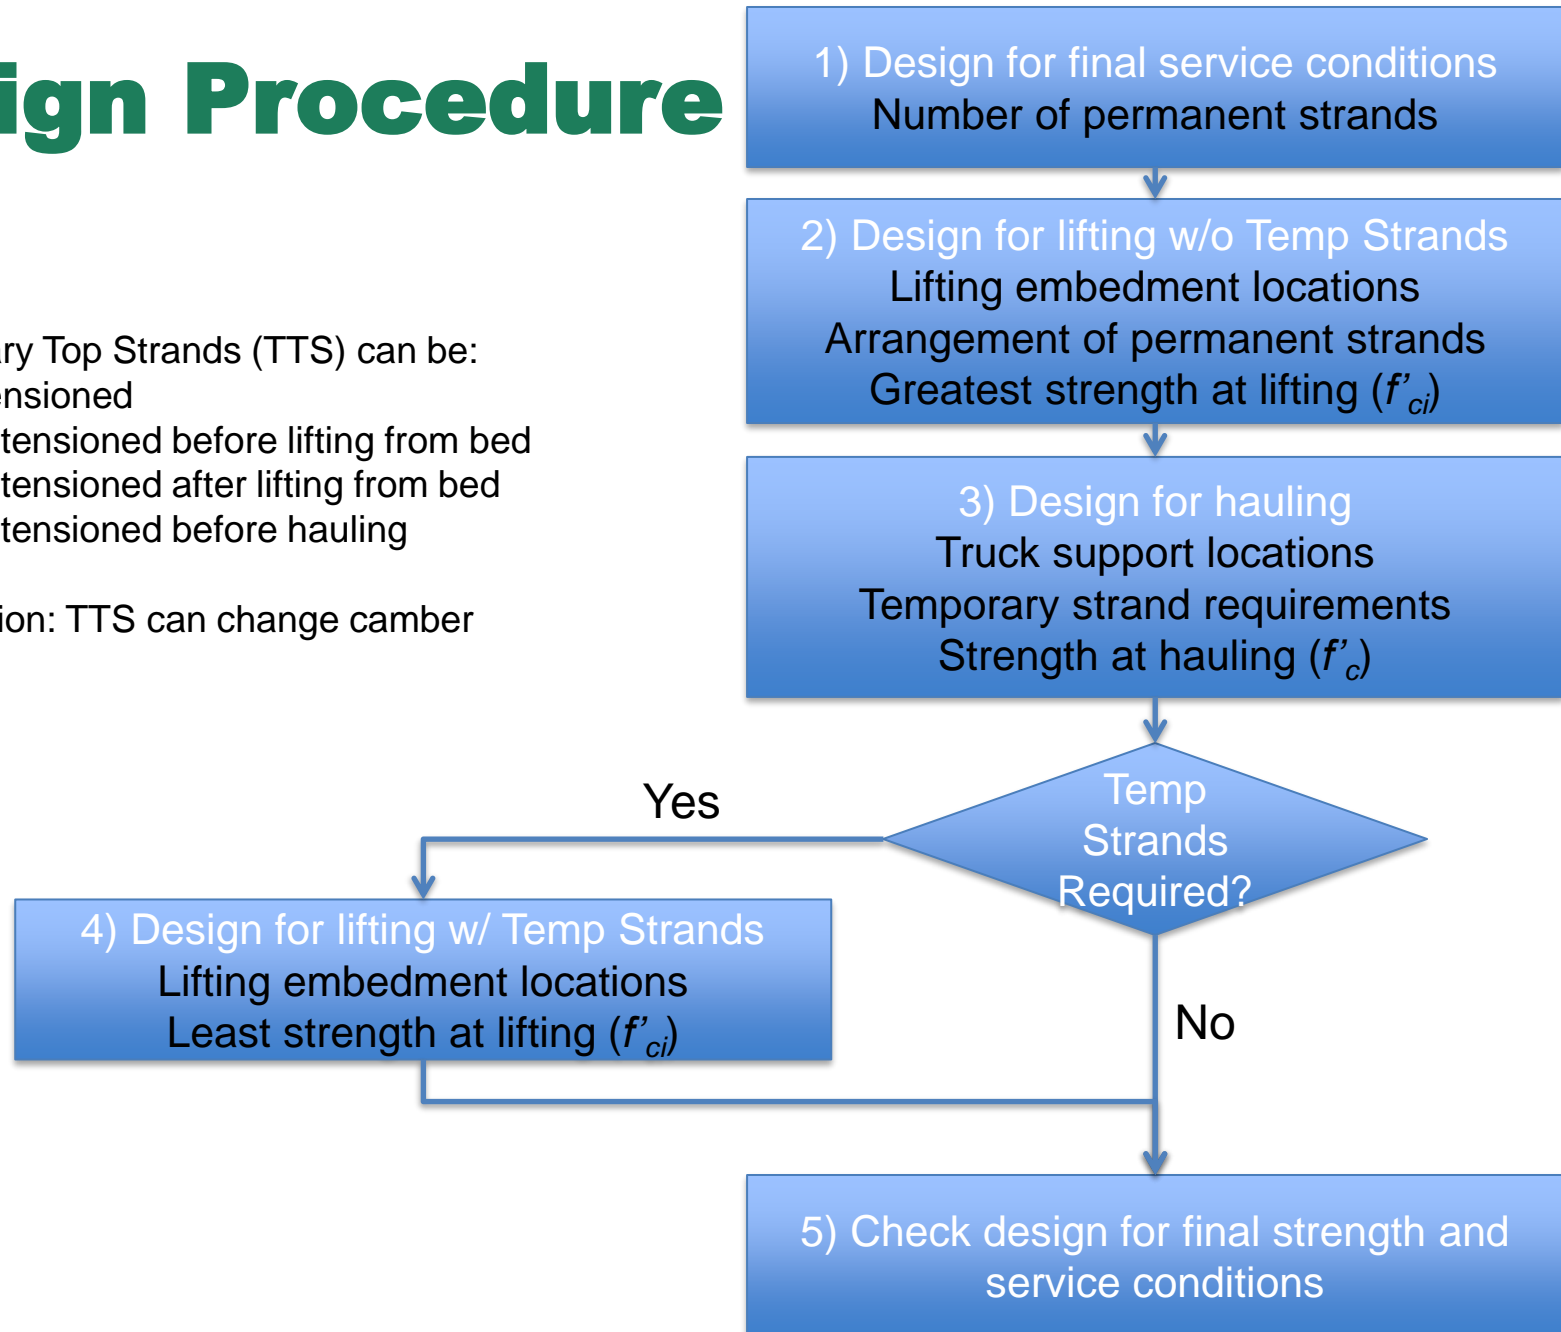 ign Procedure
1) Design for final service conditions
Number of permanent strands
2) Design for lifting w/o Temp Strands
Lifting embedment locations
Arrangement of permanent strands
Greatest strength at lifting (f’ci)
ary Top Strands (TTS) can be:
ensioned
tensioned before lifting from bed
tensioned after lifting from bed
tensioned before hauling
ion: TTS can change camber
3) Design for hauling
Truck support locations
Temporary strand requirements
Strength at hauling (f’c)
Temp
Strands
Required?
Yes
4) Design for lifting w/ Temp Strands
Lifting embedment locations
Least strength at lifting (f’ci)
No
5) Check design for final strength and
service conditions